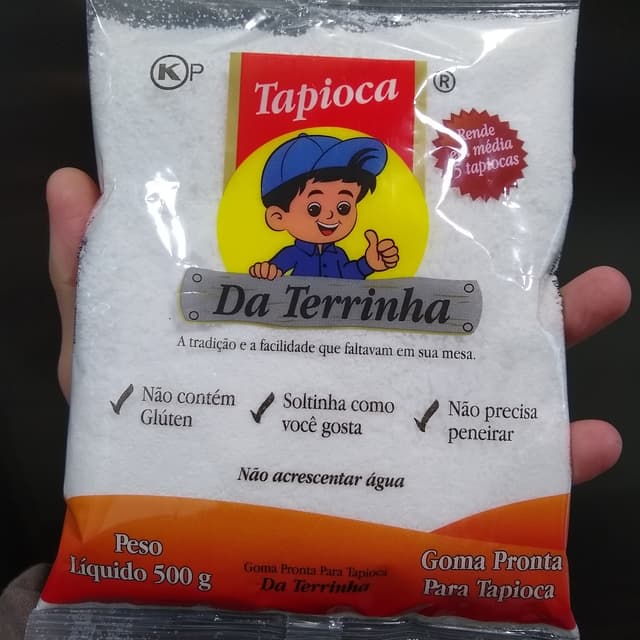 KP
Tapioca
®
Rende
média
tapiocas
Da Terrinha
A tradição e a facilidade que faltavam em sua mesa.
Não contém
Glúten
Soltinha como
você gosta
Não precisa
peneirar
Não acrescentar água
Peso
Líquido 500 g
Goma Pronta Para Tapioca
Da Terrinha
Goma Pronta
Para Tapioca